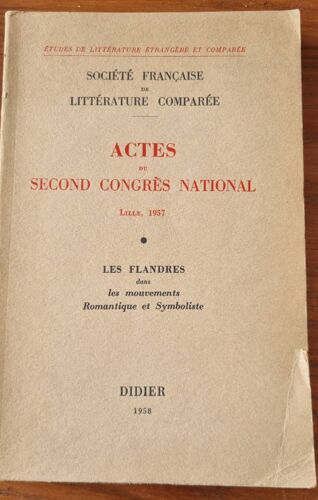 ÉTUDES DE LITTÉRATURE ÉTRANGÈRE ET COMPARÉE
SOCIÉTÉ FRANÇAISE
DE
LITTÉRATURE COMPARÉE
ACTES
DU
SECOND CONGRÈS NATIONAL
LILLE, 1957
LES FLANDRES
dans
les mouvements
Romantique et Symboliste
DIDIER
1958